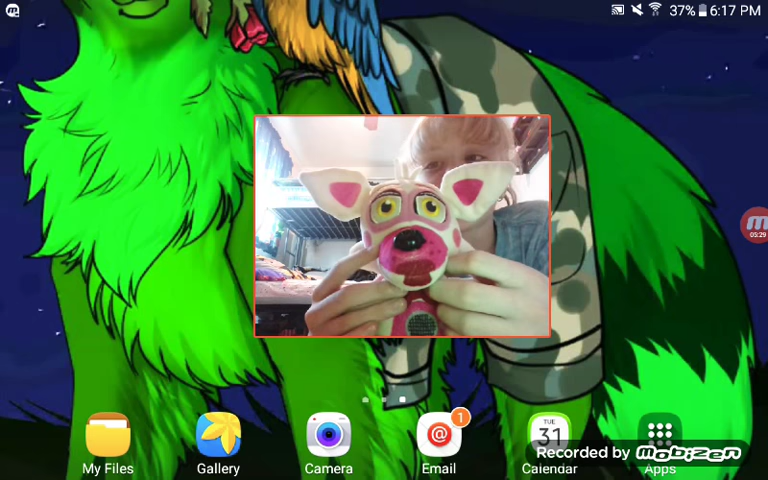 37% 6:17 PM
05:29
1
@
TUE
31
My Files
Gallery
Camera
Email
Calendar
Apps
Recorded by
mobizen